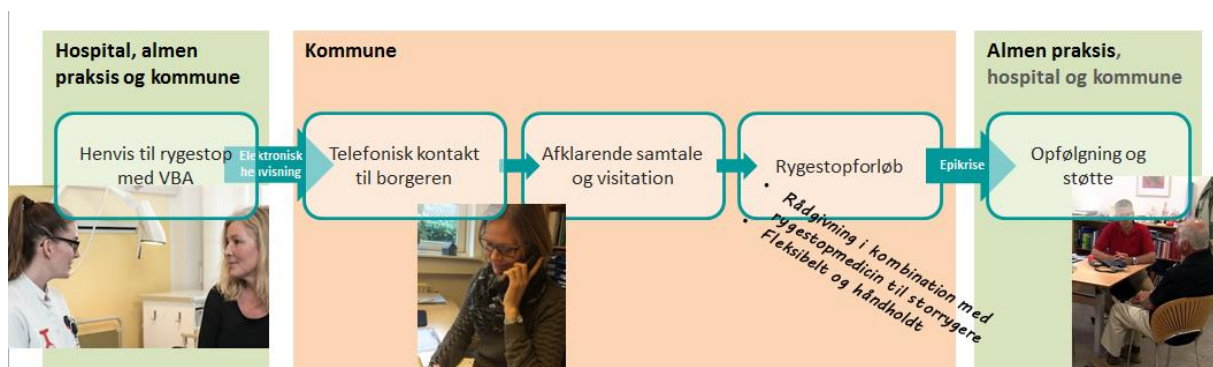 Hospital, almen
praksis og kommune
Henvis til rygestop
med VBA
Elektronisk
henvisning
Kommune
Telefonisk kontakt
til borgeren
Afklarende samtale
og visitation
Rygestopforløb
• Rådgivning i kombination med
rygestopmedicin til storrygere
• Fleksibelt og håndholdt
Epikrise
Almen praksis,
hospital og kommune
Opfølgning og
støtte